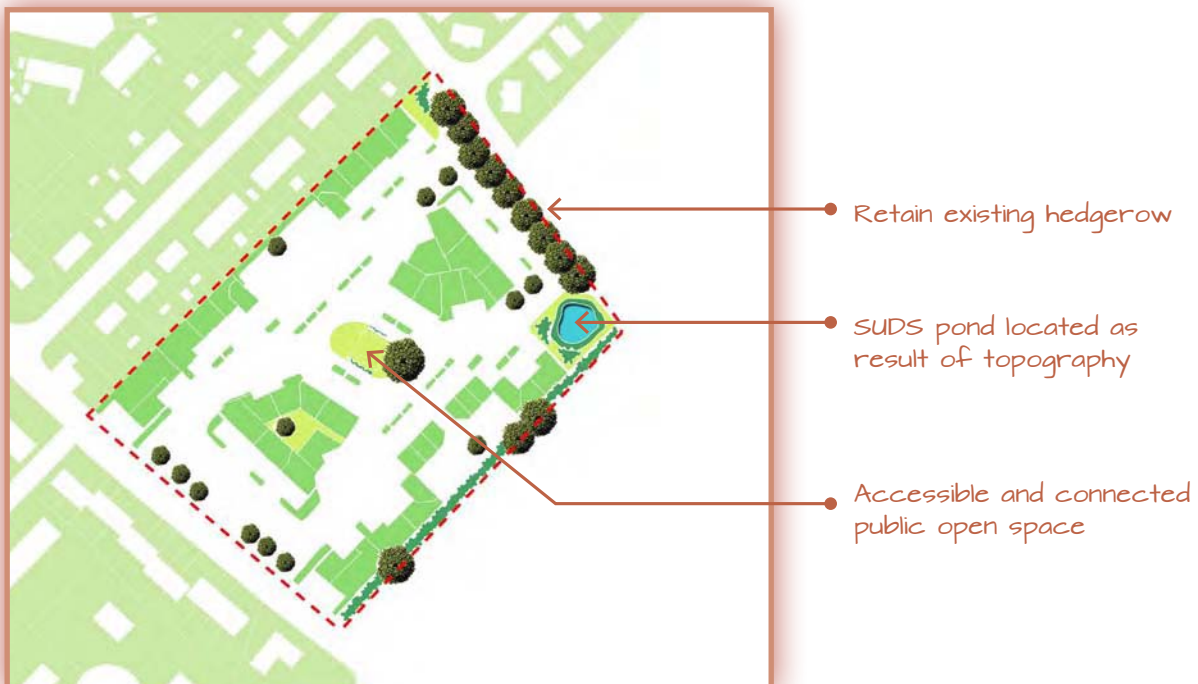 Retain existing hedgerow
SUDS pond located as
result of topography
Accessible and connected
public open space